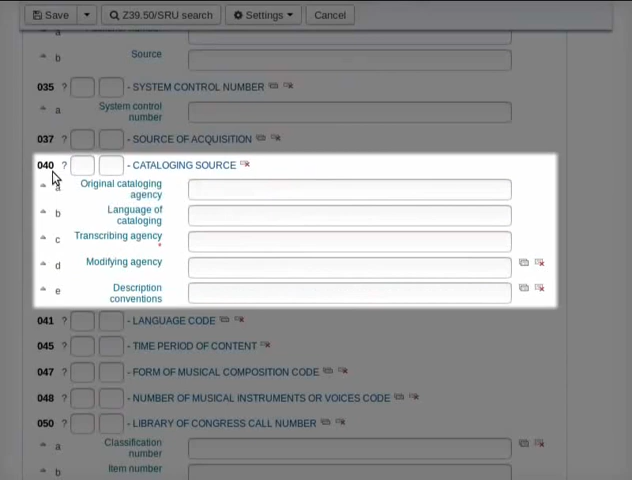 Save Z39.50/SRU search Settings Cancel
a
b Source
035 ? - SYSTEM CONTROL NUMBER
a System control
number
037 ? - SOURCE OF ACQUISITION
040 ? - CATALOGING SOURCE
a Original cataloging
agency
b Language of
cataloging
c Transcribing agency
*
d Modifying agency
e Description
conventions
041 ? - LANGUAGE CODE
045 ? - TIME PERIOD OF CONTENT
047 ? - FORM OF MUSICAL COMPOSITION CODE
048 ? - NUMBER OF MUSICAL INSTRUMENTS OR VOICES CODE
050 ? - LIBRARY OF CONGRESS CALL NUMBER
a Classification
number
b Item number